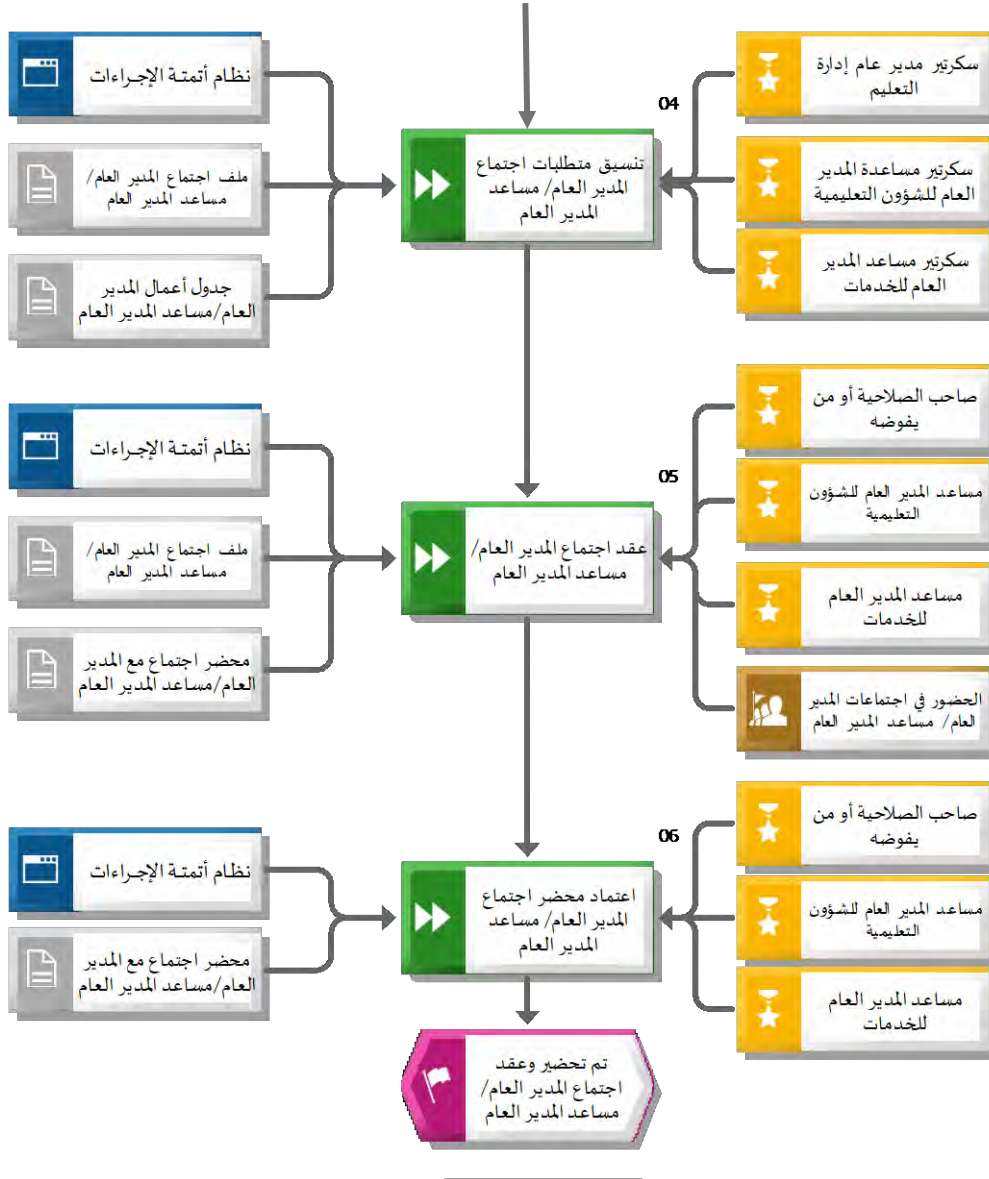 سكرتير مدير عام إدارة
التعليم
04
نظام أتمتة الإجراءات
تنسيق متطلبات اجتماع
المدير العام/ مساعد
المدير العام
سكرتير مساعدة المدير
العام للشؤون التعليمية
ملف اجتماع المدير العام/
مساعد المدير العام
سكرتير مساعد المدير
العام للخدمات
جدول أعمال المدير
العام/مساعد المدير العام
صاحب الصلاحية أو من
يفوضه
05
نظام أتمتة الإجراءات
مساعد المدير العام للشؤون
التعليمية
عقد اجتماع المدير العام/
مساعد المدير العام
ملف اجتماع المدير العام/
مساعد المدير العام
مساعد المدير العام
للخدمات
محضر اجتماع مع المدير
العام/مساعد المدير العام
الحضور في اجتماعات المدير
العام/ مساعد المدير العام
صاحب الصلاحية أو من
يفوضه
06
نظام أتمتة الإجراءات
اعتماد محضر اجتماع
المدير العام/ مساعد
المدير العام
مساعد المدير العام للشؤون
التعليمية
محضر اجتماع مع المدير
العام/مساعد المدير العام
مساعد المدير العام
للخدمات
تم تحضير وعقد
اجتماع المدير العام/
مساعد المدير العام